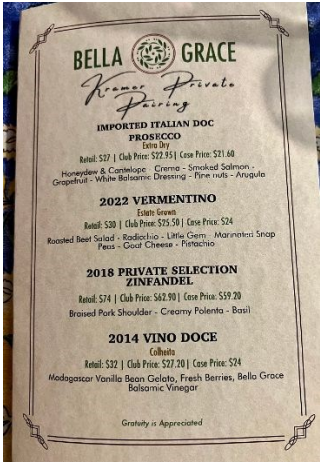 BELLA GRACE
Kramer Private
Pairing
IMPORTED ITALIAN DOC
PROSECCO
Extra Dry
Retail: $27 | Club Price: $22.95 | Case Price: $21.60
Honeydew & Cantelope - Crema - Smoked Salmon -
Grapefruit - White Balsamic Dressing - Pine nuts - Arugula
2022 VERMENTINO
Estate Grown
Retail: $30 | Club Price: $25.50 | Case Price: $24
Roasted Beet Salad - Radicchio - Little Gem - Marinated Snap
Peas - Goat Cheese - Pistachio
2018 PRIVATE SELECTION
ZINFANDEL
Retail: $74 | Club Price: $62.90 | Case Price: $59.20
Braised Pork Shoulder - Creamy Polenta - Basil
2014 VINO DOCE
Colheita
Retail: $32 | Club Price: $27.20 | Case Price: $24
Madagascar Vanilla Bean Gelato, Fresh Berries, Bella Grace
Balsamic Vinegar
Gratuity is Appreciated